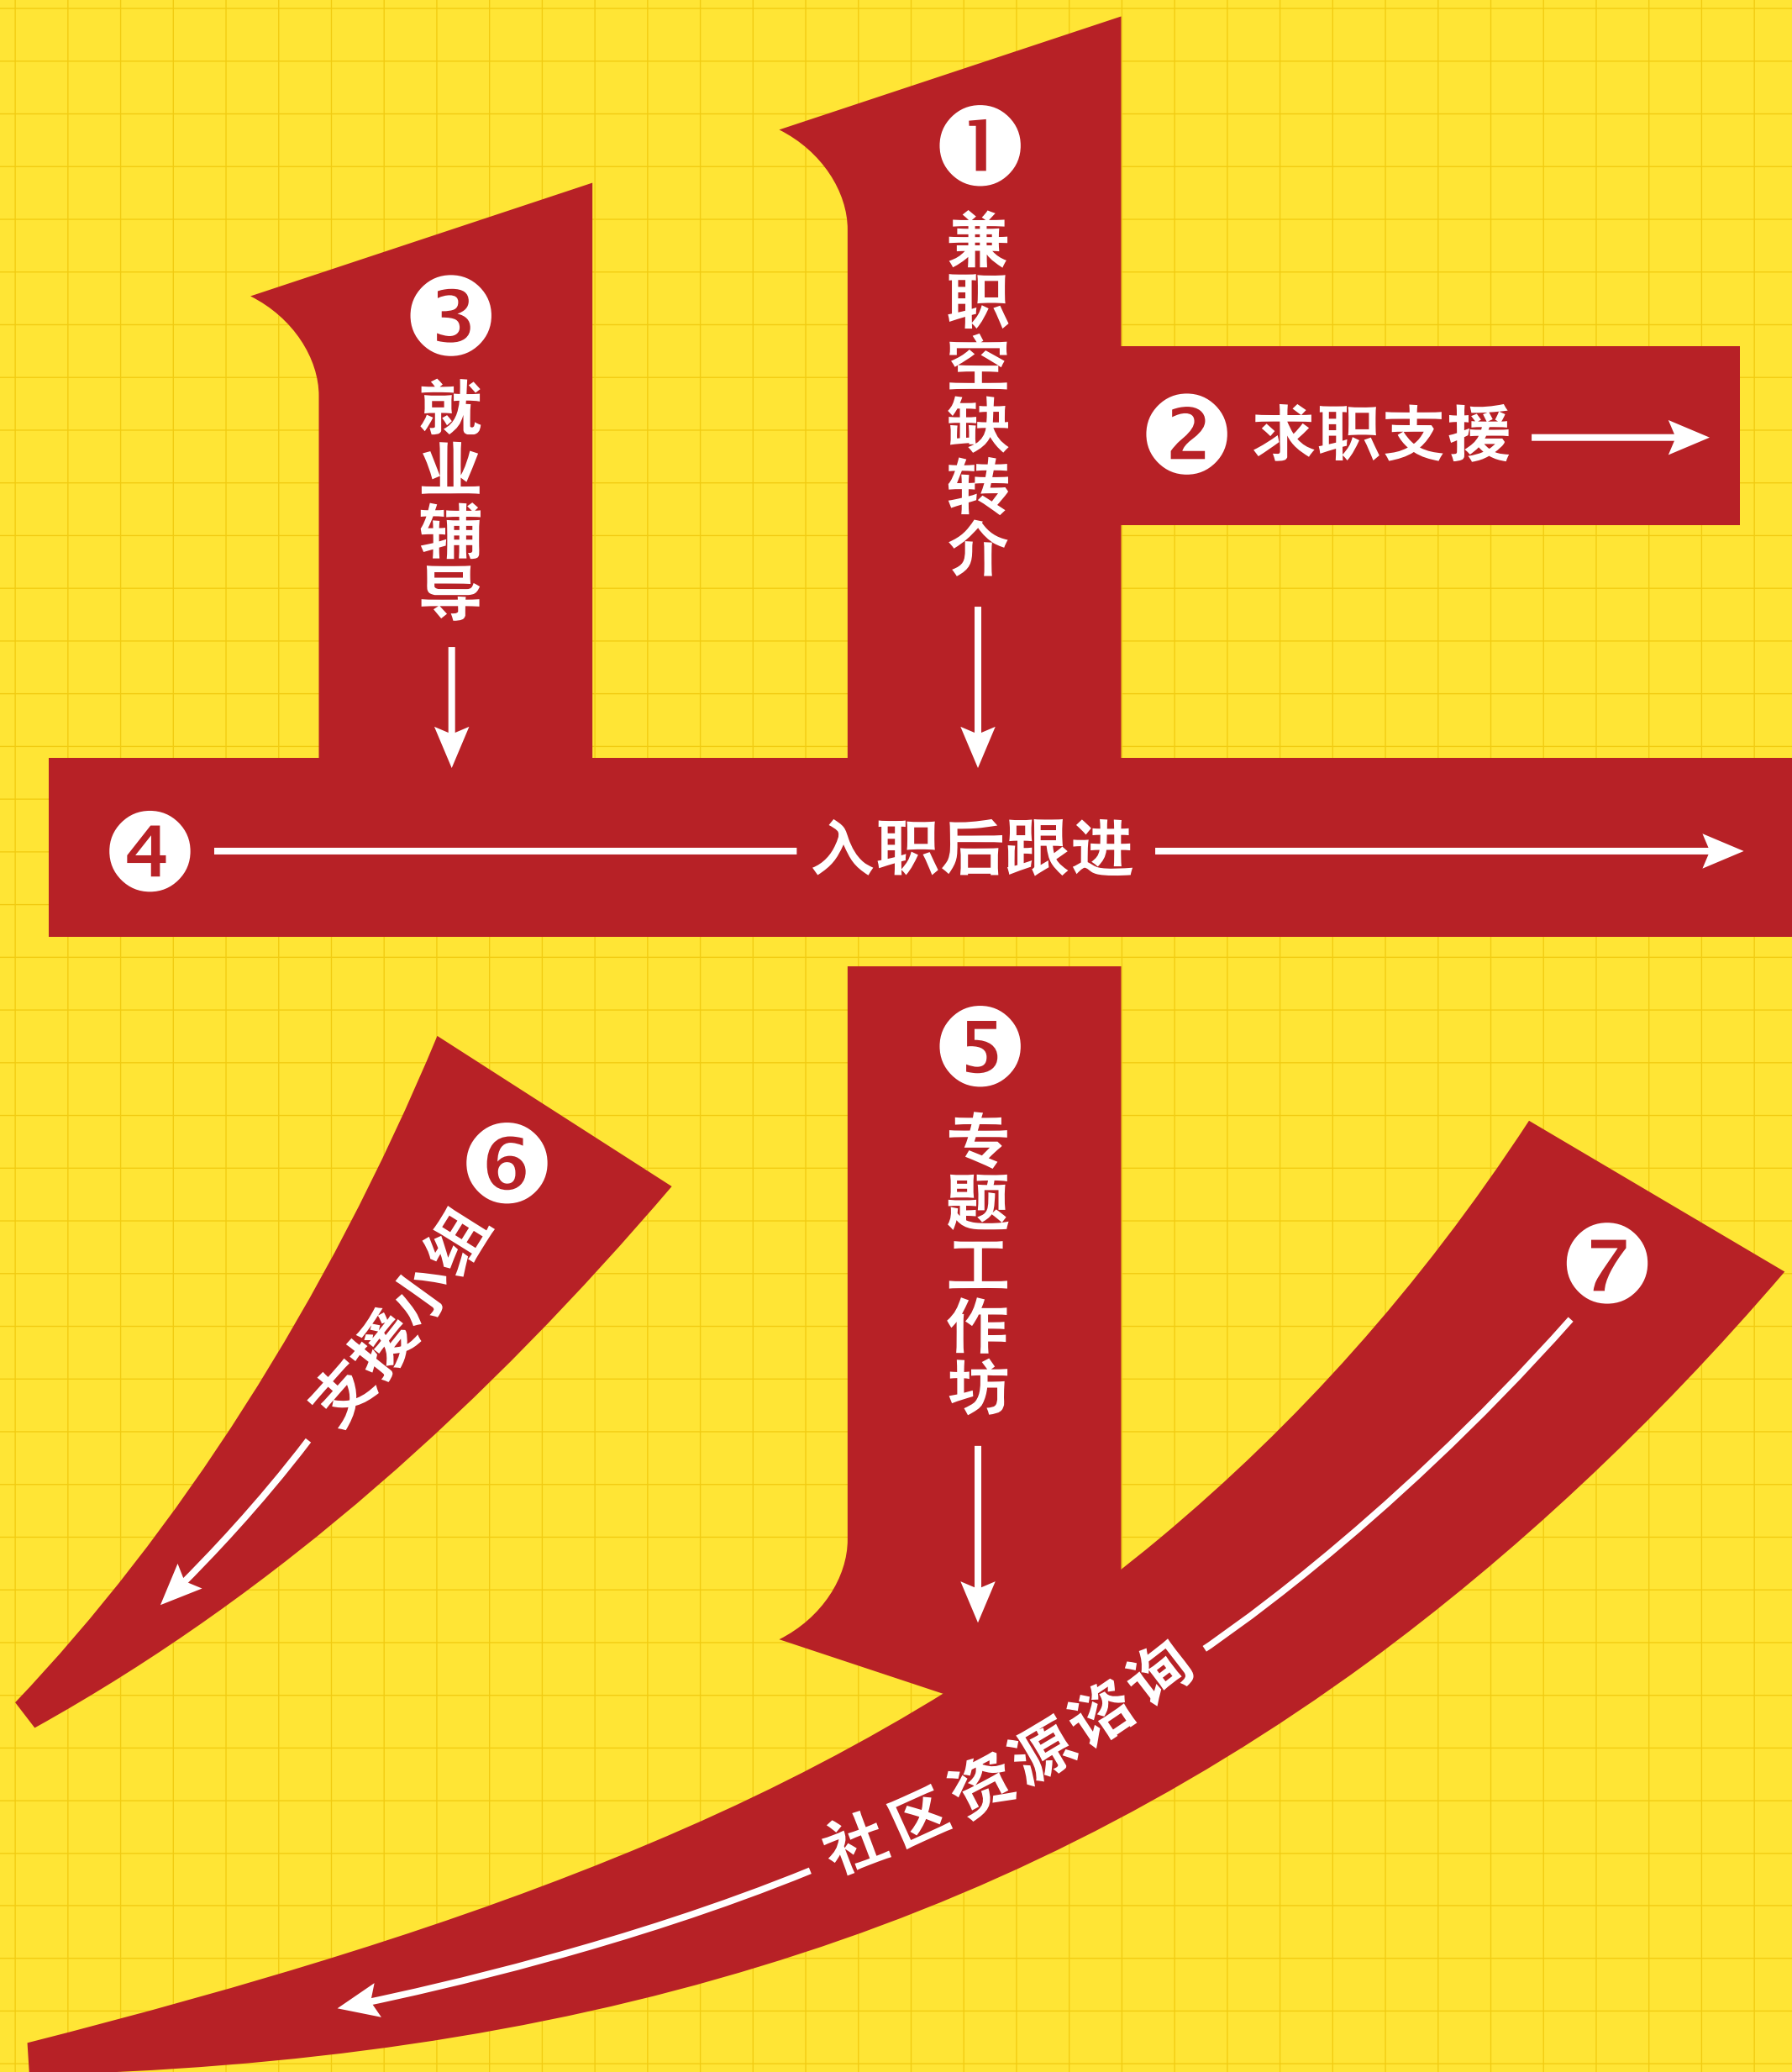 1 兼职空缺转介
2 求职支援
3 就业辅导
4 入职后跟进
5 专题工作坊
6 支援小组
7 社区资源谘询